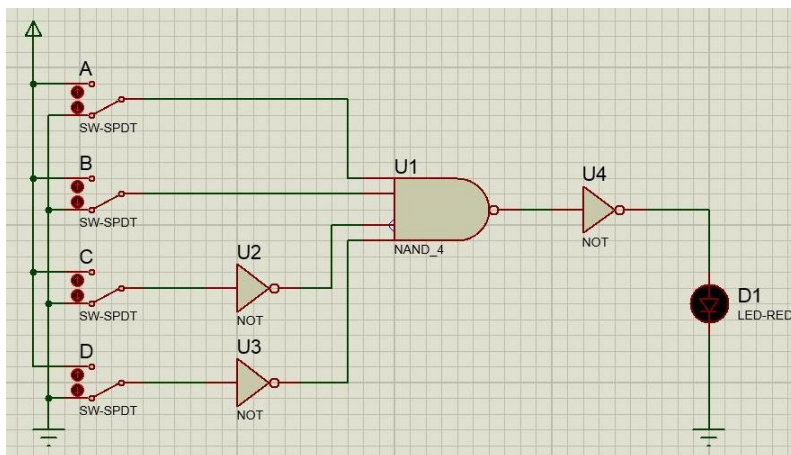 A
SW-SPDT
B
SW-SPDT
C
SW-SPDT
D
SW-SPDT
U2
NOT
U3
NOT
U1
NAND_4
U4
NOT
D1
LED-RED